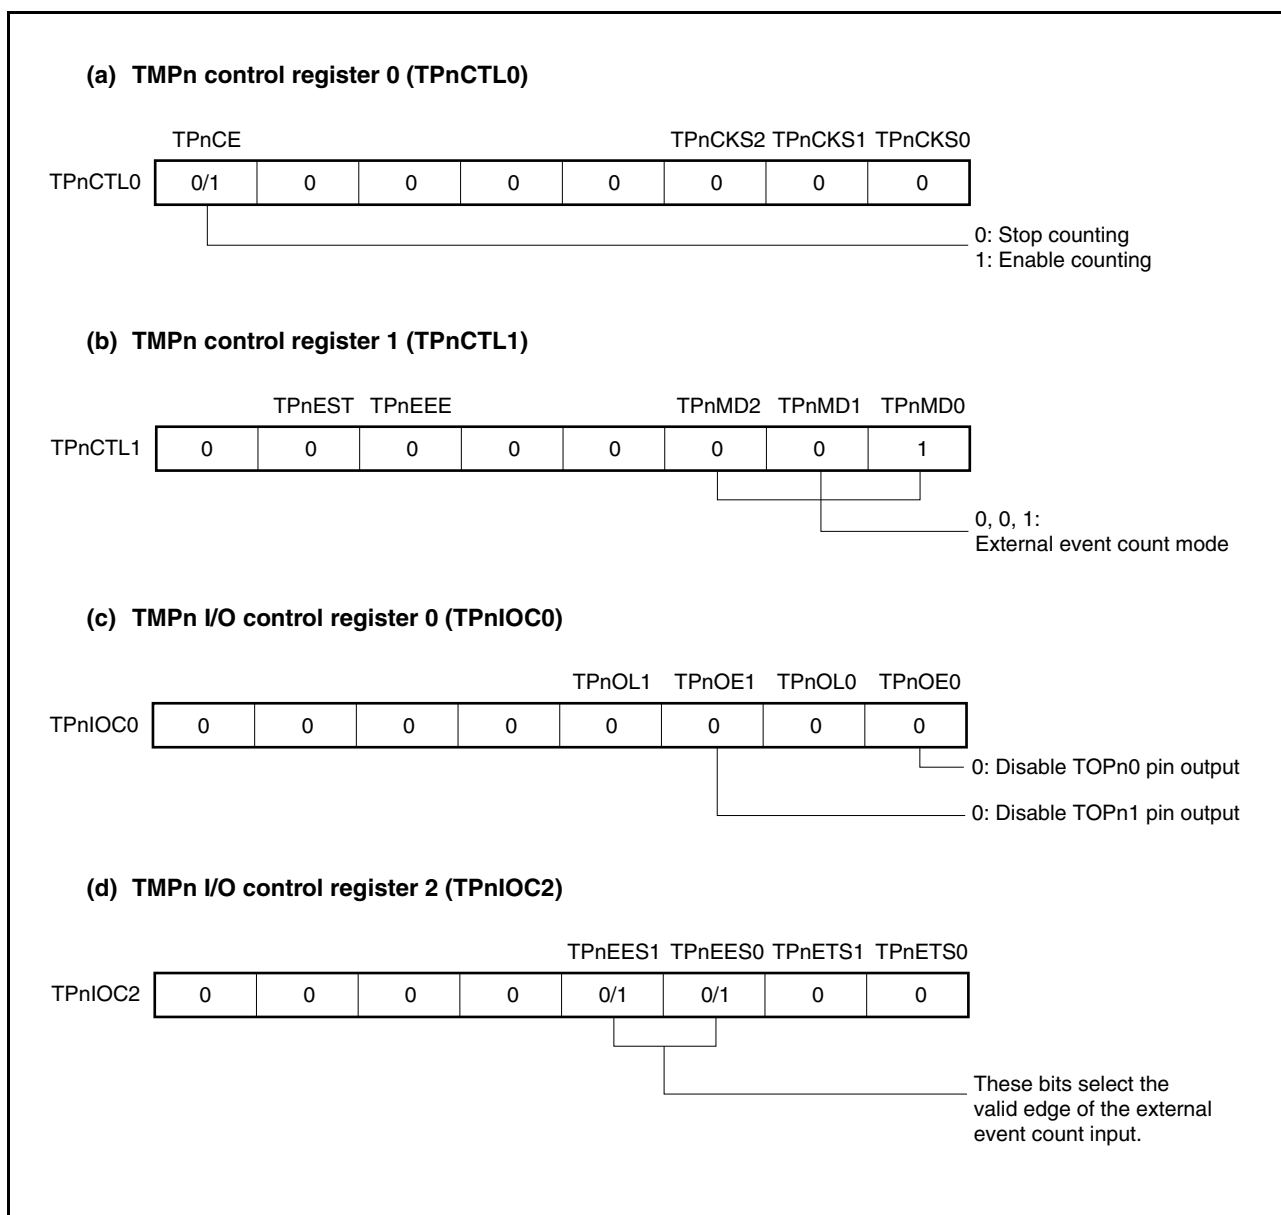 (a) TMPn control register 0 (TPnCTL0)
TPnCE TPnCKS2 TPnCKS1 TPnCKS0
TPnCTL0 0/1 0 0 0 0 0 0 0
0: Stop counting
1: Enable counting
(b) TMPn control register 1 (TPnCTL1)
TPnEST TPnEEE TPnMD2 TPnMD1 TPnMD0
TPnCTL1 0 0 0 0 0 0 0 1
0, 0, 1:
External event count mode
(c) TMPn I/O control register 0 (TPnIOC0)
TPnOL1 TPnOE1 TPnOL0 TPnOE0
TPnIOC0 0 0 0 0 0 0 0 0
0: Disable TOPn0 pin output
0: Disable TOPn1 pin output
(d) TMPn I/O control register 2 (TPnIOC2)
TPnEES1 TPnEES0 TPnETS1 TPnETS0
TPnIOC2 0 0 0 0 0/1 0/1 0 0
These bits select the
valid edge of the external
event count input.